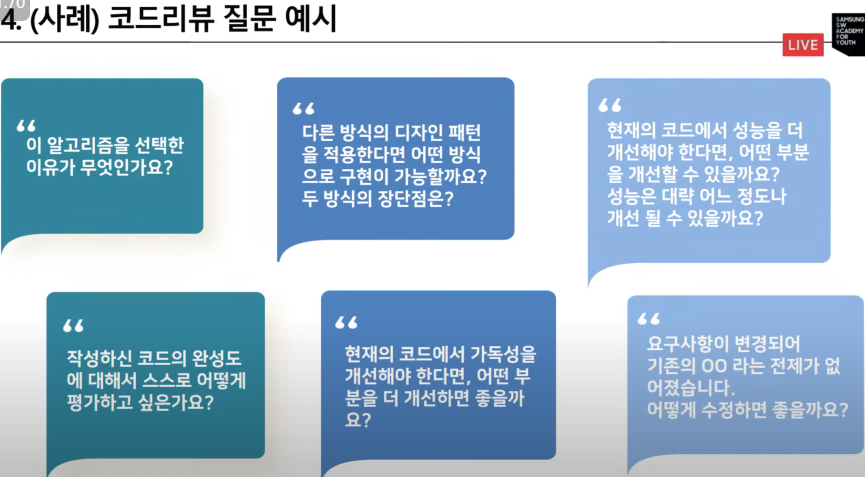 1.70
4. (사례) 코드리뷰 질문 예시
LIVE
SAMSUNG
SW
ACADEMY
FOR
YOUTH
“
이 알고리즘을 선택한
이유가 무엇인가요?
“
다른 방식의 디자인 패턴
을 적용한다면 어떤 방식
으로 구현이 가능할까요?
두 방식의 장단점은?
“
현재의 코드에서 성능을 더
개선해야 한다면, 어떤 부분
을 개선할 수 있을까요?
성능은 대략 어느 정도나
개선 될 수 있을까요?
“
작성하신 코드의 완성도
에 대해서 스스로 어떻게
평가하고 싶은가요?
“
현재의 코드에서 가독성을
개선해야 한다면, 어떤 부
분을 더 개선하면 좋을까
요?
“
요구사항이 변경되어
기존의 OO 라는 전제가 없
어졌습니다.
어떻게 수정하면 좋을까요?